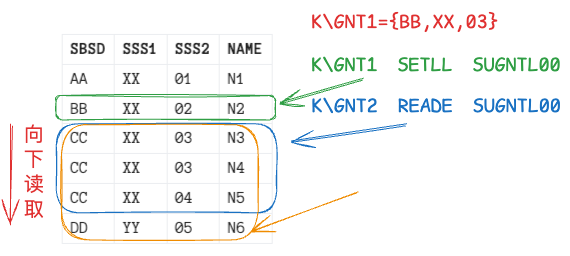 K\GNT1={BB,XX,03}
SBSD SSS1 SSS2 NAME
K\GNT1 SETLL SUGNTL00
AA XX 01 N1
BB XX 02 N2
K\GNT2 READE SUGNTL00
CC XX 03 N3
CC XX 03 N4
CC XX 04 N5
DD YY 05 N6
向下读取